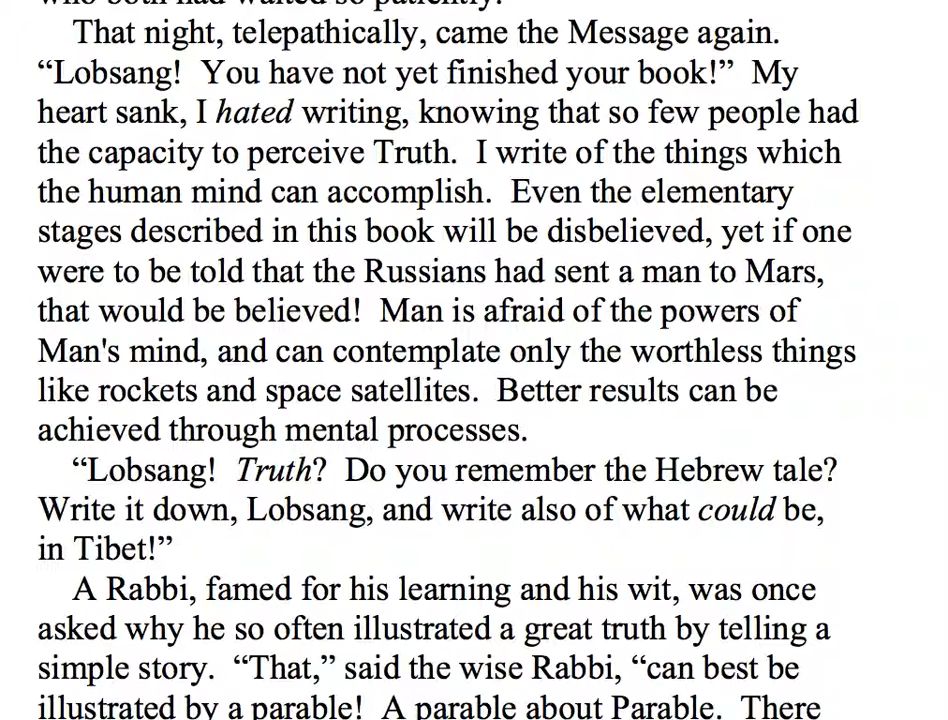 who both had waited so patiently.
That night, telepathically, came the Message again.
“Lobsang!  You have not yet finished your book!”  My
heart sank, I hated writing, knowing that so few people had
the capacity to perceive Truth.  I write of the things which
the human mind can accomplish.  Even the elementary
stages described in this book will be disbelieved, yet if one
were to be told that the Russians had sent a man to Mars,
that would be believed!  Man is afraid of the powers of
Man's mind, and can contemplate only the worthless things
like rockets and space satellites.  Better results can be
achieved through mental processes.
“Lobsang!  Truth?  Do you remember the Hebrew tale?
Write it down, Lobsang, and write also of what could be,
in Tibet!”
A Rabbi, famed for his learning and his wit, was once
asked why he so often illustrated a great truth by telling a
simple story.  “That,” said the wise Rabbi, “can best be
illustrated by a parable!  A parable about Parable.  There